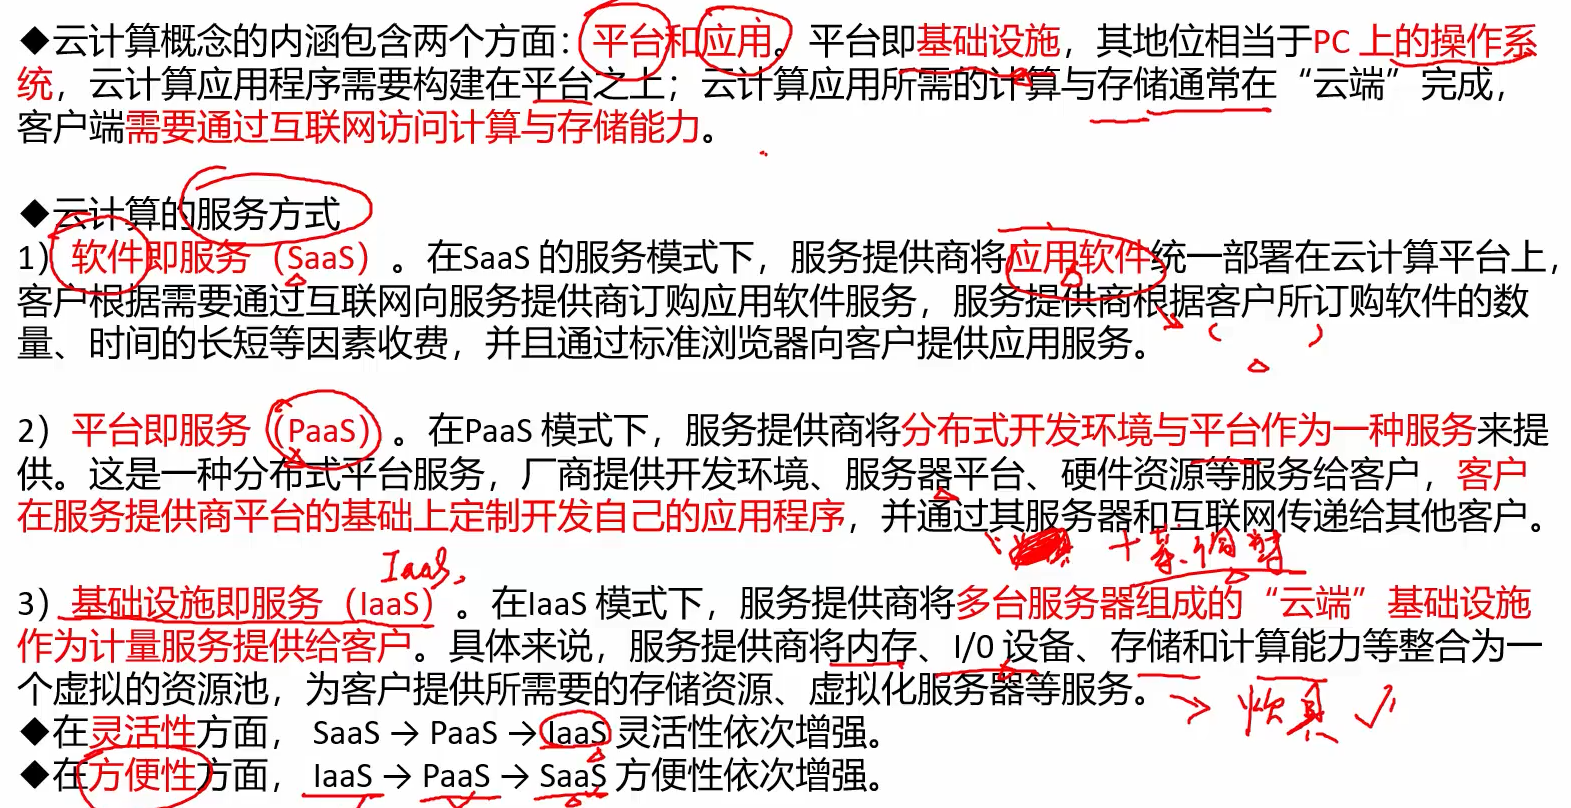 ◆云计算概念的内涵包含两个方面：平台和应用。平台即基础设施，其地位相当于PC 上的操作系
统，云计算应用程序需要构建在平台之上；云计算应用所需的计算与存储通常在“云端”完成，
客户端需要通过互联网访问计算与存储能力。
◆云计算的服务方式
1）软件即服务（SaaS）。在SaaS 的服务模式下，服务提供商将应用软件统一部署在云计算平台上，
客户根据需要通过互联网向服务提供商订购应用软件服务，服务提供商根据客户所订购软件的数
量、时间的长短等因素收费，并且通过标准浏览器向客户提供应用服务。
2）平台即服务（PaaS）。在PaaS 模式下，服务提供商将分布式开发环境与平台作为一种服务来提
供。这是一种分布式平台服务，厂商提供开发环境、服务器平台、硬件资源等服务给客户，客户
在服务提供商平台的基础上定制开发自己的应用程序，并通过其服务器和互联网传递给其他客户。
IaaS,
3）基础设施即服务（IaaS）。在IaaS 模式下，服务提供商将多台服务器组成的“云端”基础设施
作为计量服务提供给客户。具体来说，服务提供商将内存、I/0 设备、存储和计算能力等整合为一
个虚拟的资源池，为客户提供所需要的存储资源、虚拟化服务器等服务。
炊具
◆在灵活性方面， SaaS → PaaS → IaaS 灵活性依次增强。
◆在方便性方面， IaaS → PaaS → SaaS 方便性依次增强。